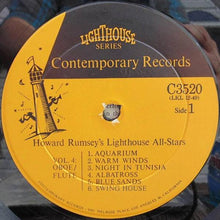 LIGHTHOUSE
SERIES
Contemporary Records
C3520
(LKL 12-49)
Side 1
Howard Rumsey's Lighthouse All-Stars
VOL. 4:
OBOE/
FLUTE
1. AQUARIUM
2. WARM WINDS
3. NIGHT IN TUNISIA
4. ALBATROSS
5. BLUE SANDS
6. SWING HOUSE